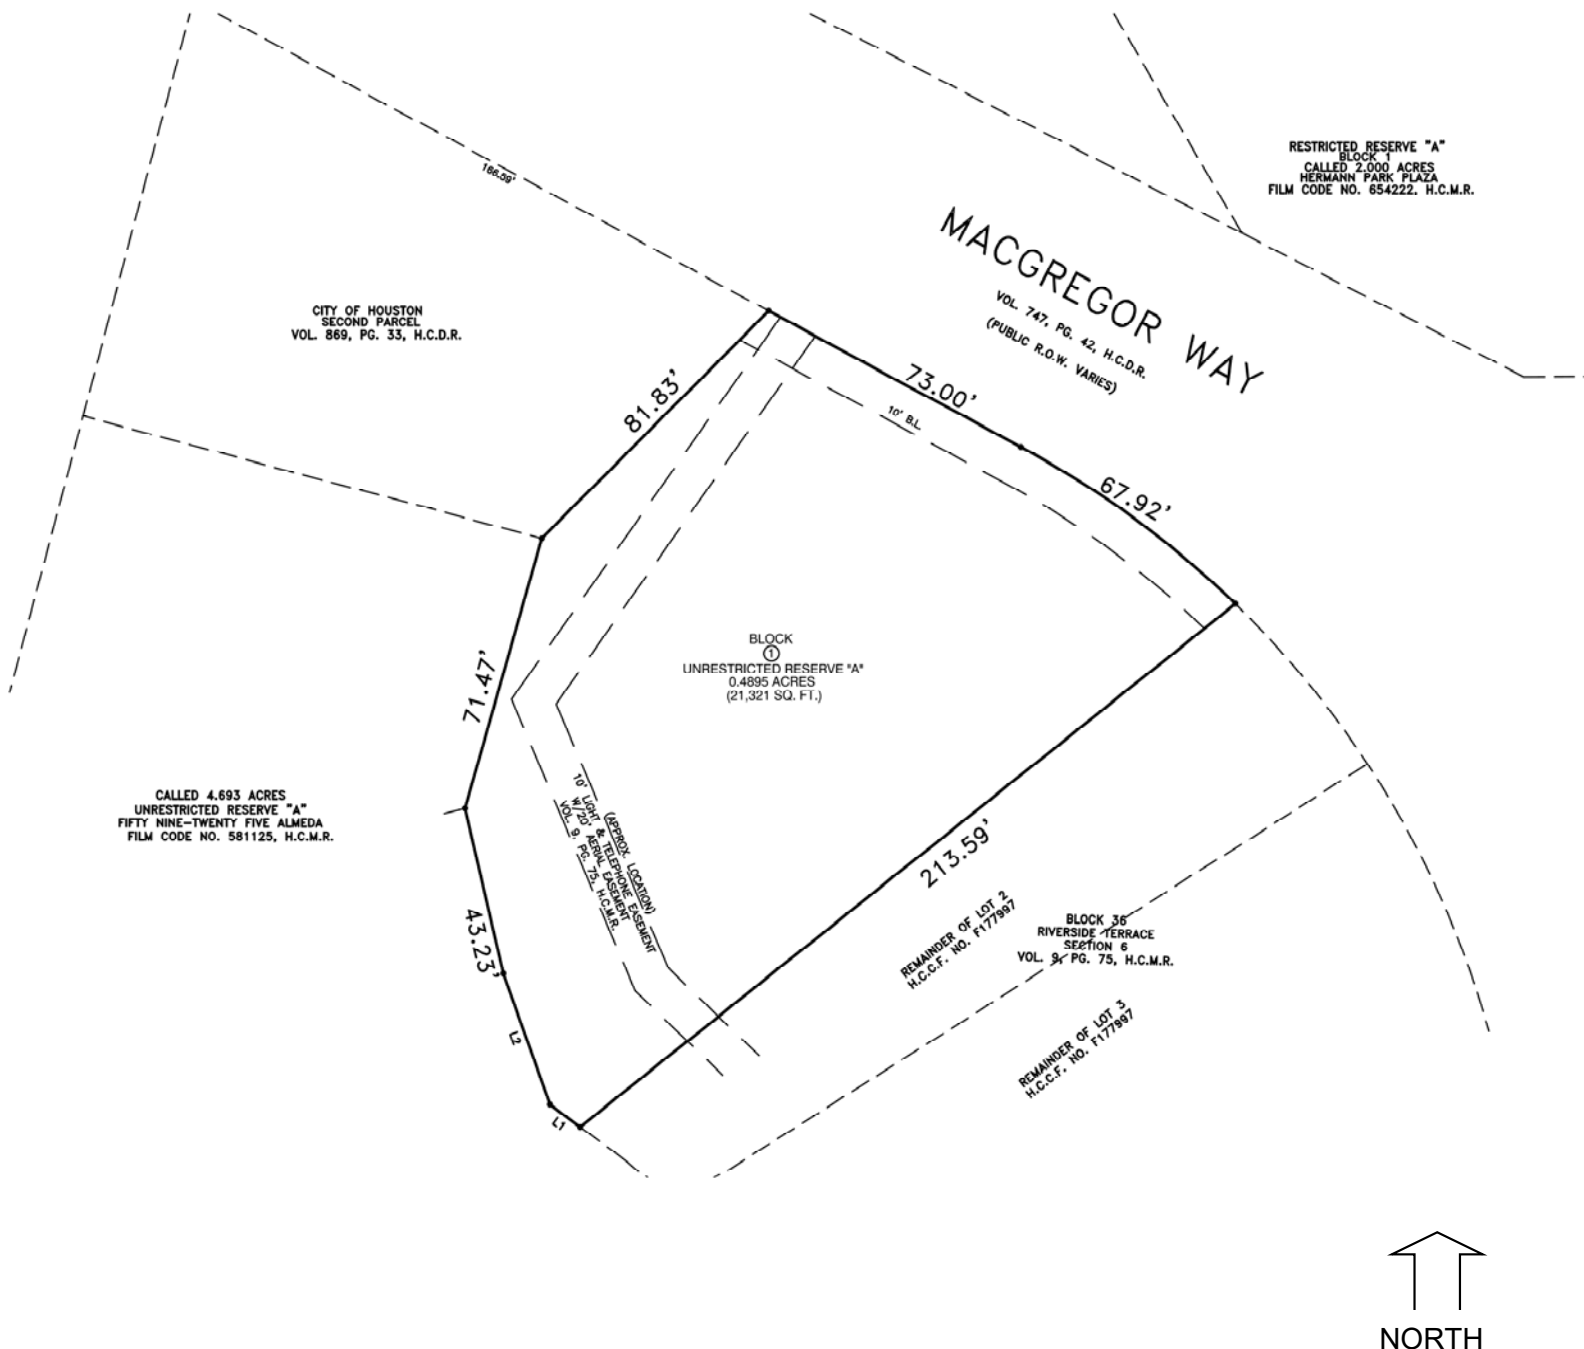 166.59'
RESTRICTED RESERVE "A"
BLOCK 1
CALLED 2.000 ACRES
HERMANN PARK PLAZA
FILM CODE NO. 654222, H.C.M.R.
MACGREGOR WAY
VOL. 747, PG. 42, H.C.D.R.
(PUBLIC R.O.W. VARIES)
CITY OF HOUSTON
SECOND PARCEL
VOL. 869, PG. 33, H.C.D.R.
81.83'
73.00'
10' B.L.
67.92'
BLOCK
1
UNRESTRICTED RESERVE "A"
0.4895 ACRES
(21,321 SQ. FT.)
71.47'
CALLED 4.693 ACRES
UNRESTRICTED RESERVE "A"
FIFTY NINE-TWENTY FIVE ALMEDA
FILM CODE NO. 581125, H.C.M.R.
(APPROX. LOCATION)
10' LIGHT & TELEPHONE EASEMENT
W/20' AERIAL EASEMENT
VOL. 9, PG. 75, H.C.M.R.
213.59'
43.23'
REMAINDER OF LOT 2
H.C.C.F. NO. F177997
BLOCK 36
RIVERSIDE TERRACE
SECTION 6
VOL. 9, PG. 75, H.C.M.R.
REMAINDER OF LOT 3
H.C.C.F. NO. F177997
L2
L1
NORTH